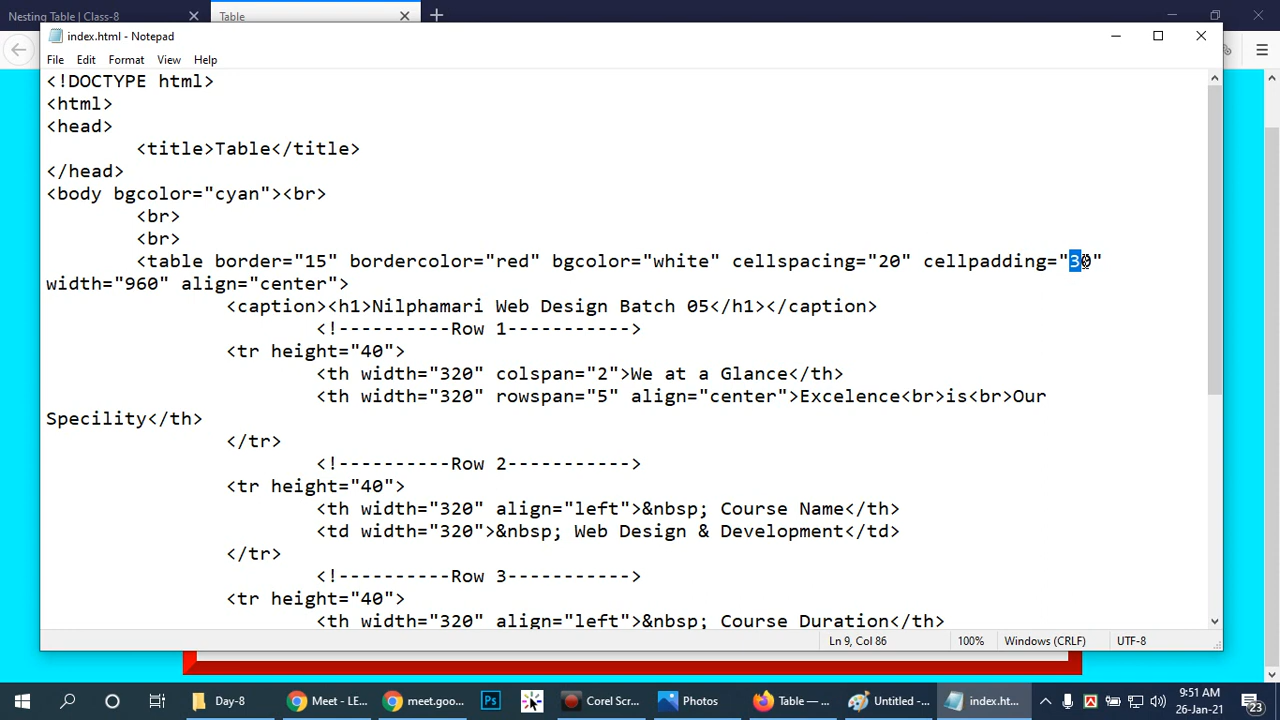 Nesting Table | Class-8
Table
index.html - Notepad
File Edit Format View Help
<!DOCTYPE html>
<html>
<head>
<title>Table</title>
</head>
<body bgcolor="cyan"><br>
<br>
<br>
<table border="15" bordercolor="red" bgcolor="white" cellspacing="20" cellpadding="30"
width="960" align="center">
<caption><h1>Nilphamari Web Design Batch 05</h1></caption>
<!----------Row 1----------->
<tr height="40">
<th width="320" colspan="2">We at a Glance</th>
<th width="320" rowspan="5" align="center">Excelence<br>is<br>Our
Specility</th>
</tr>
<!----------Row 2----------->
<tr height="40">
<th width="320" align="left">&nbsp; Course Name</th>
<td width="320">&nbsp; Web Design & Development</td>
</tr>
<!----------Row 3----------->
<tr height="40">
<th width="320" align="left">&nbsp; Course Duration</th>
Ln 9, Col 86 100% Windows (CRLF) UTF-8
Day-8 Meet - LE... meet.goo... Ps Corel Scr... Photos Table — ... Untitled -... index.ht... 9:51 AM
26-Jan-21 23